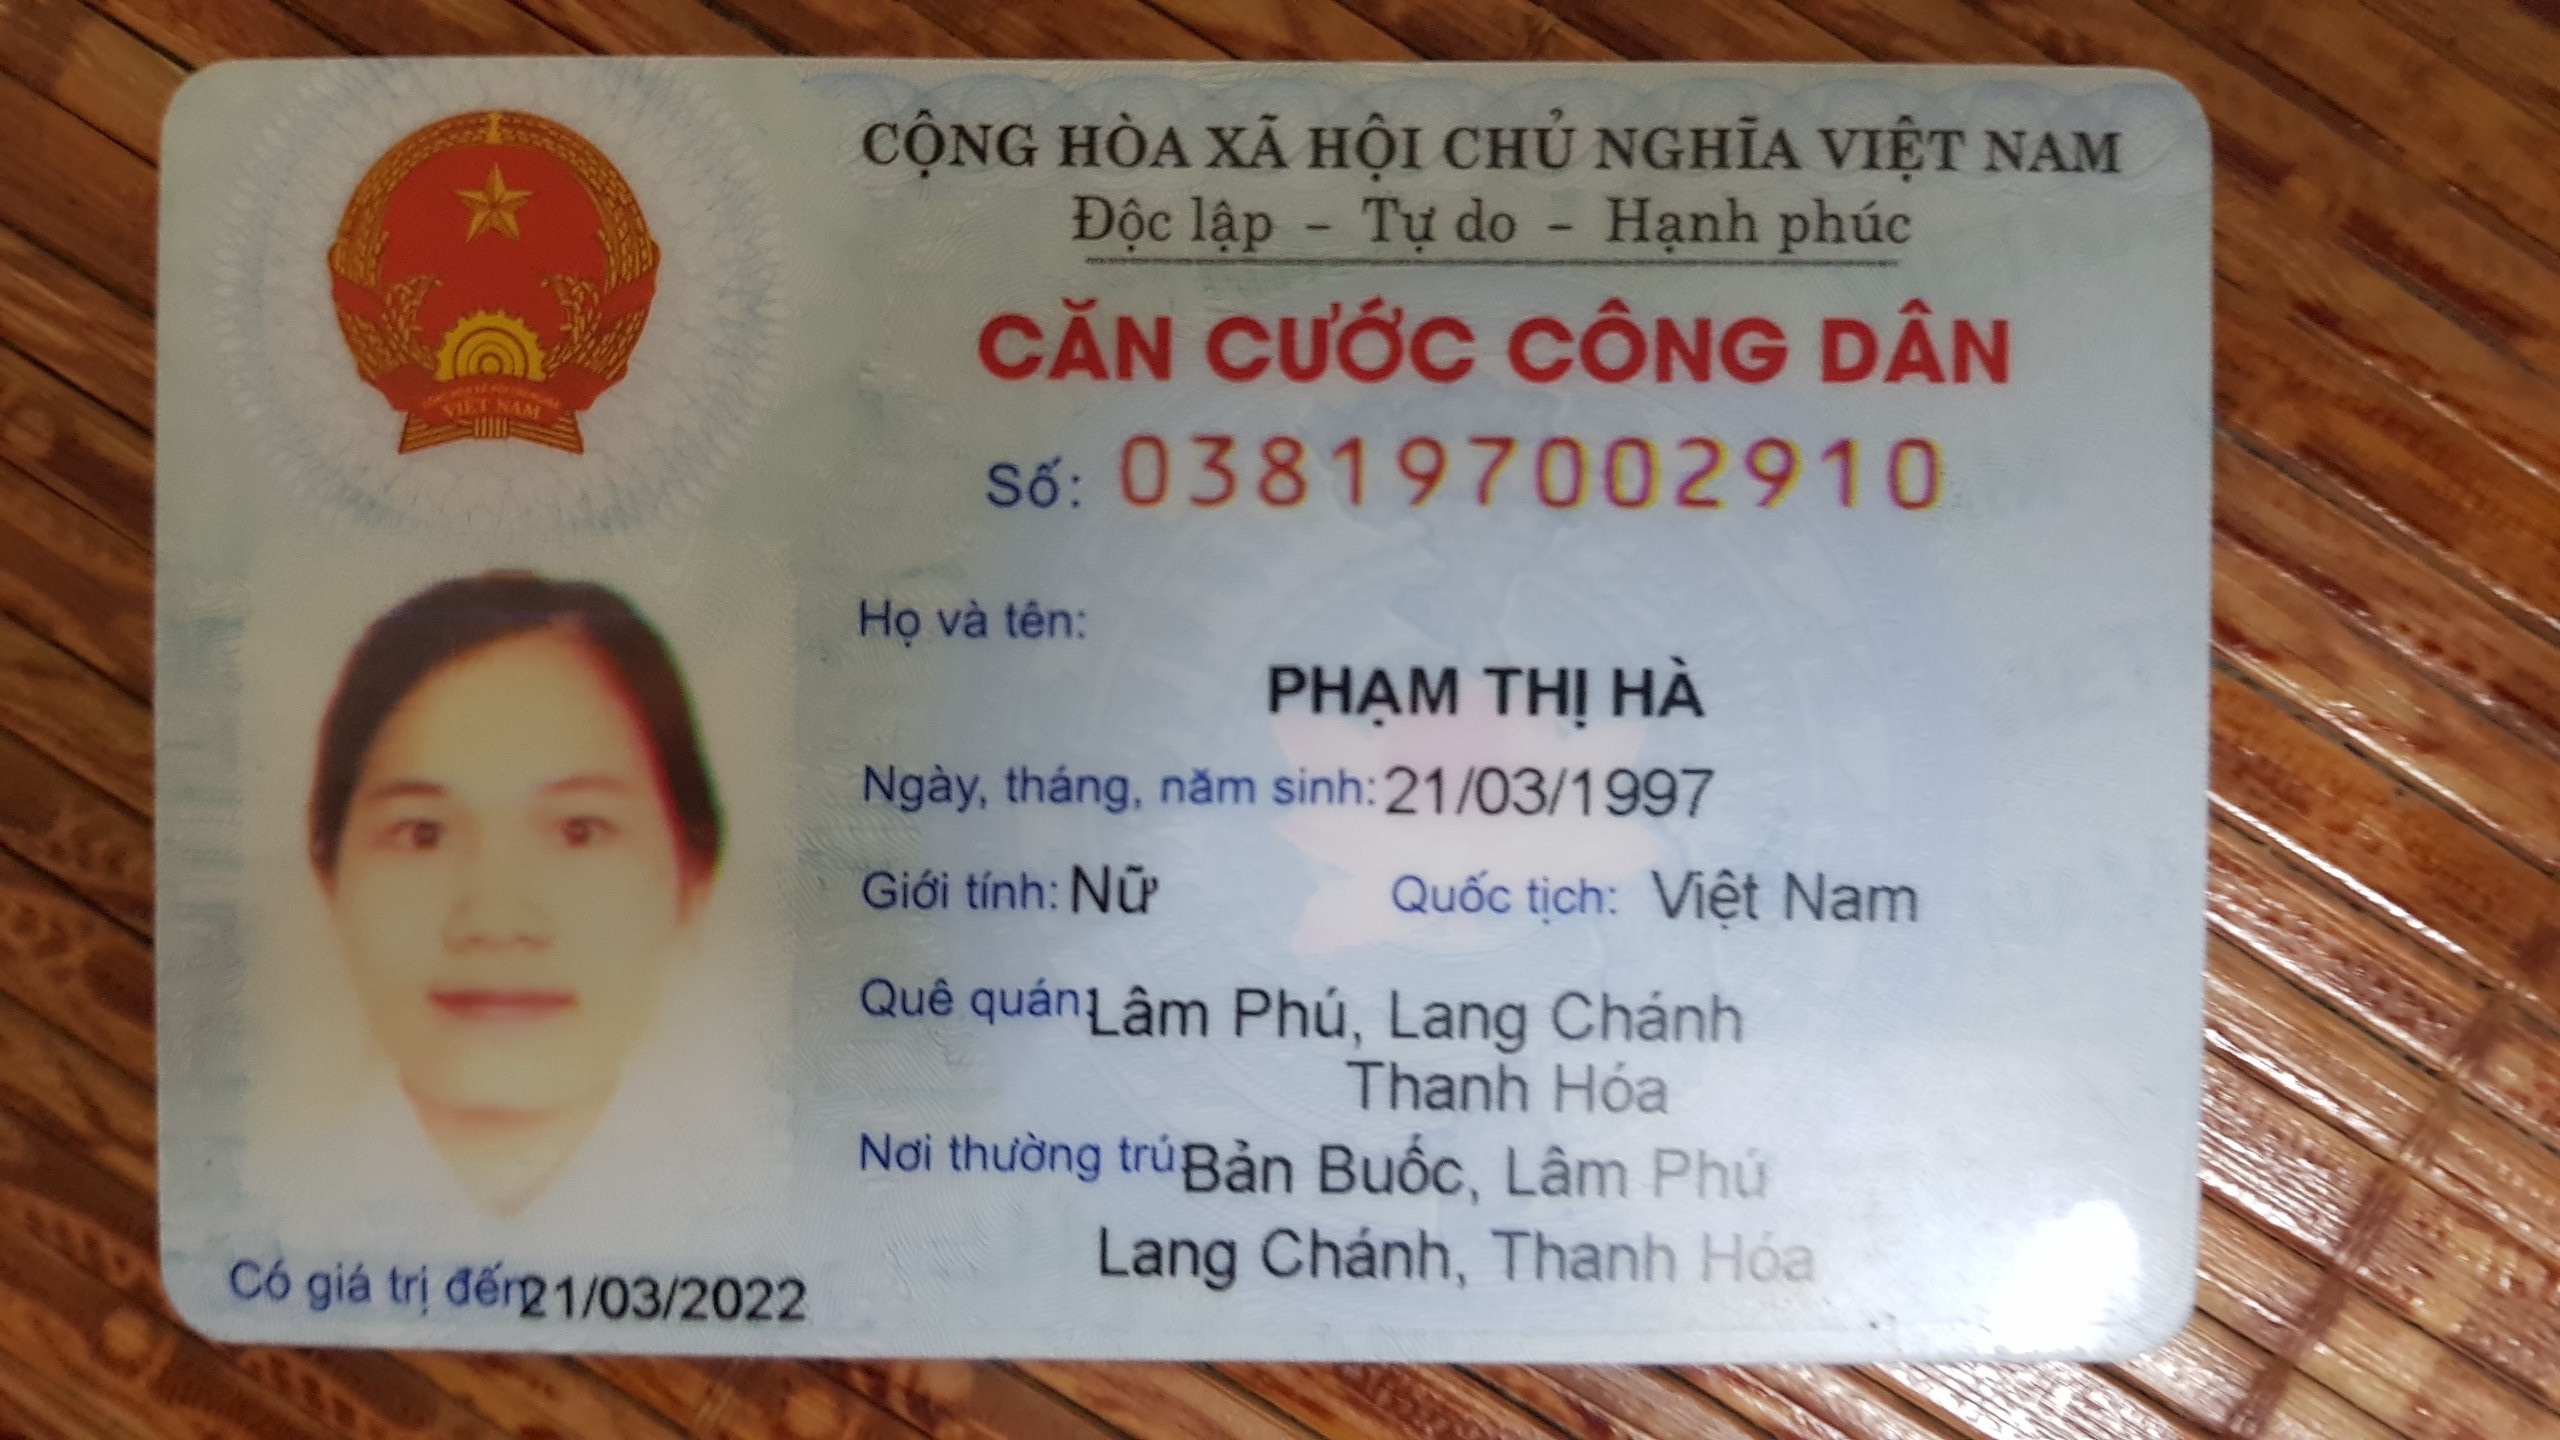 CỘNG HÒA XÃ HỘI CHỦ NGHĨA VIỆT NAM
Độc lập - Tự do - Hạnh phúc
CĂN CƯỚC CÔNG DÂN
Số: 038197002910
Họ và tên:
PHẠM THỊ HÀ
Ngày, tháng, năm sinh: 21/03/1997
Giới tính: Nữ Quốc tịch: Việt Nam
Quê quán: Lâm Phú, Lang Chánh
Thanh Hóa
Nơi thường trú: Bản Buốc, Lâm Phú
Lang Chánh, Thanh Hóa
Có giá trị đến: 21/03/2022
VIỆT NAM